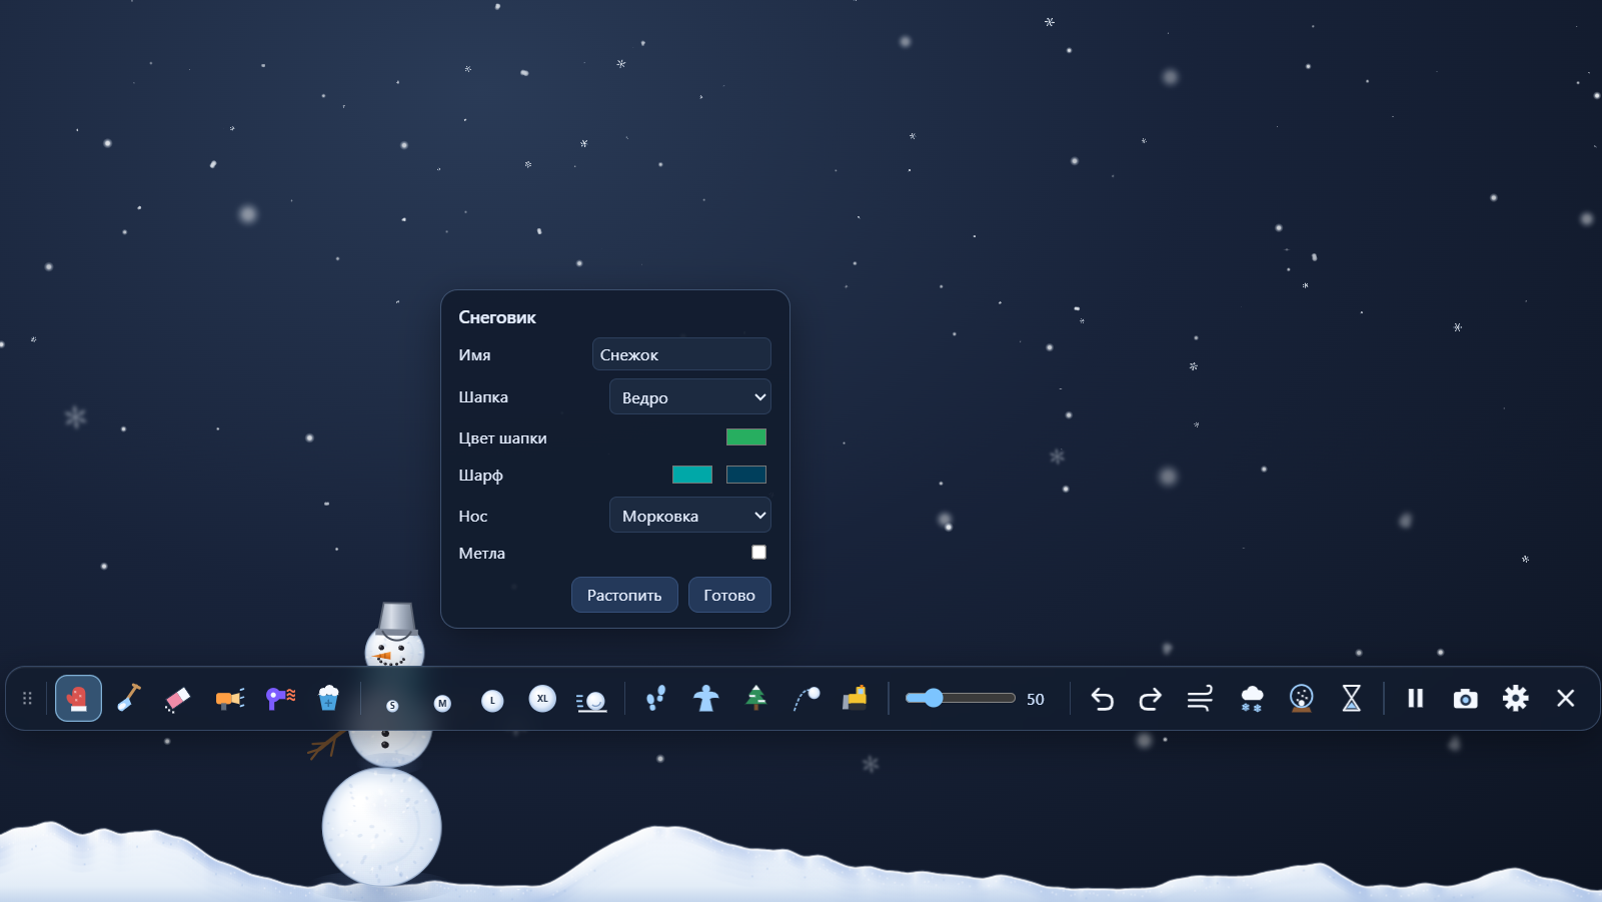 Снеговик
Имя Снежок
Шапка Ведро
Цвет шапки
Шарф
Нос Морковка
Метла
Растопить Готово
S M L XL 50